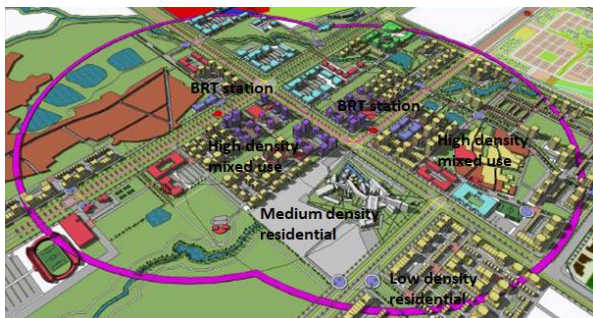 BRT station
BRT station
High density
mixed use
High density
mixed use
Medium density
residential
Low density
residential